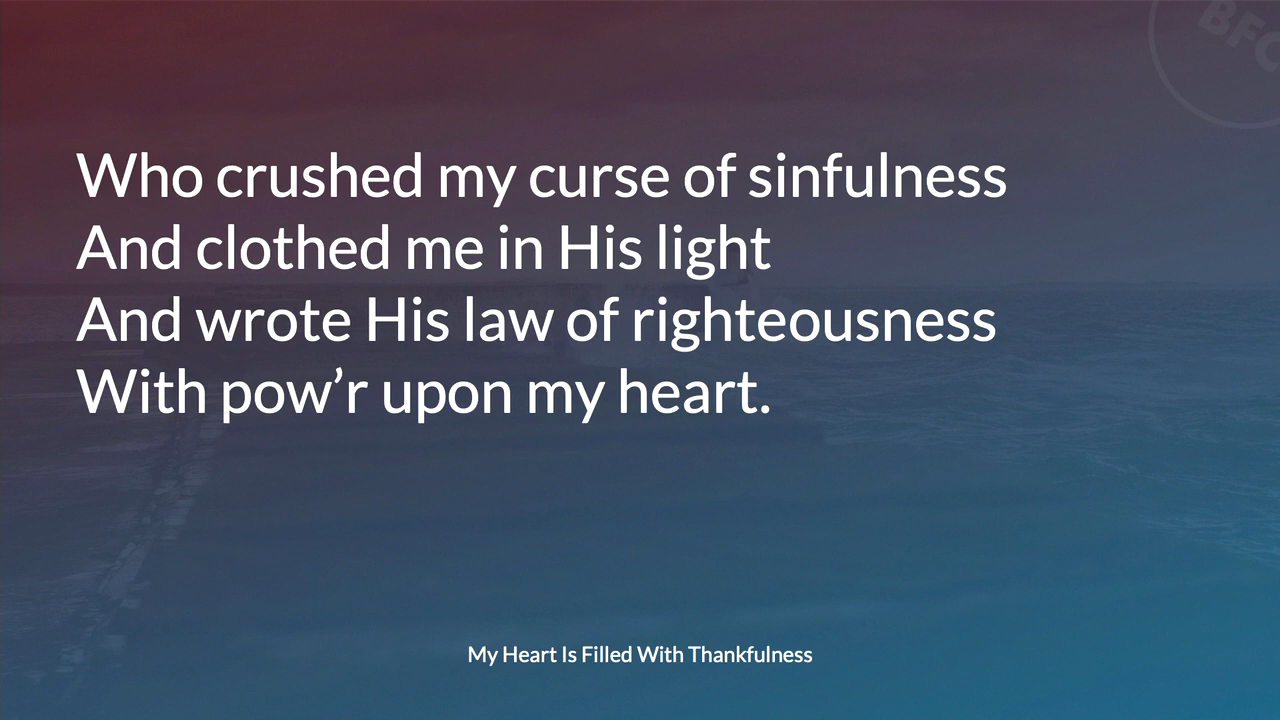 BFC
Who crushed my curse of sinfulness
And clothed me in His light
And wrote His law of righteousness
With pow’r upon my heart.
My Heart Is Filled With Thankfulness